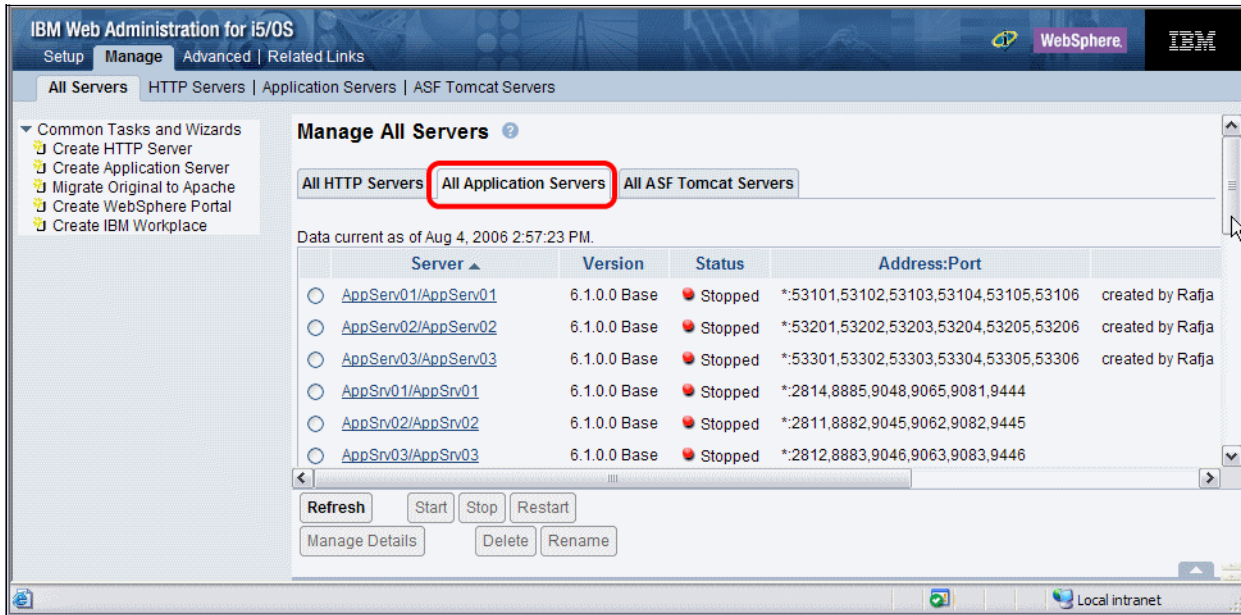 IBM Web Administration for i5/OS
Setup Manage Advanced | Related Links
WebSphere.
IBM
All Servers HTTP Servers | Application Servers | ASF Tomcat Servers
Common Tasks and Wizards
Create HTTP Server
Create Application Server
Migrate Original to Apache
Create WebSphere Portal
Create IBM Workplace
Manage All Servers ?
All HTTP Servers All Application Servers All ASF Tomcat Servers
Data current as of Aug 4, 2006 2:57:23 PM.
Server Version Status Address:Port
AppServ01/AppServ01 6.1.0.0 Base Stopped *:53101,53102,53103,53104,53105,53106 created by Rafja
AppServ02/AppServ02 6.1.0.0 Base Stopped *:53201,53202,53203,53204,53205,53206 created by Rafja
AppServ03/AppServ03 6.1.0.0 Base Stopped *:53301,53302,53303,53304,53305,53306 created by Rafja
AppSrv01/AppSrv01 6.1.0.0 Base Stopped *:2814,8885,9048,9065,9081,9444
AppSrv02/AppSrv02 6.1.0.0 Base Stopped *:2811,8882,9045,9062,9082,9445
AppSrv03/AppSrv03 6.1.0.0 Base Stopped *:2812,8883,9046,9063,9083,9446
Refresh Start Stop Restart
Manage Details Delete Rename
Local intranet